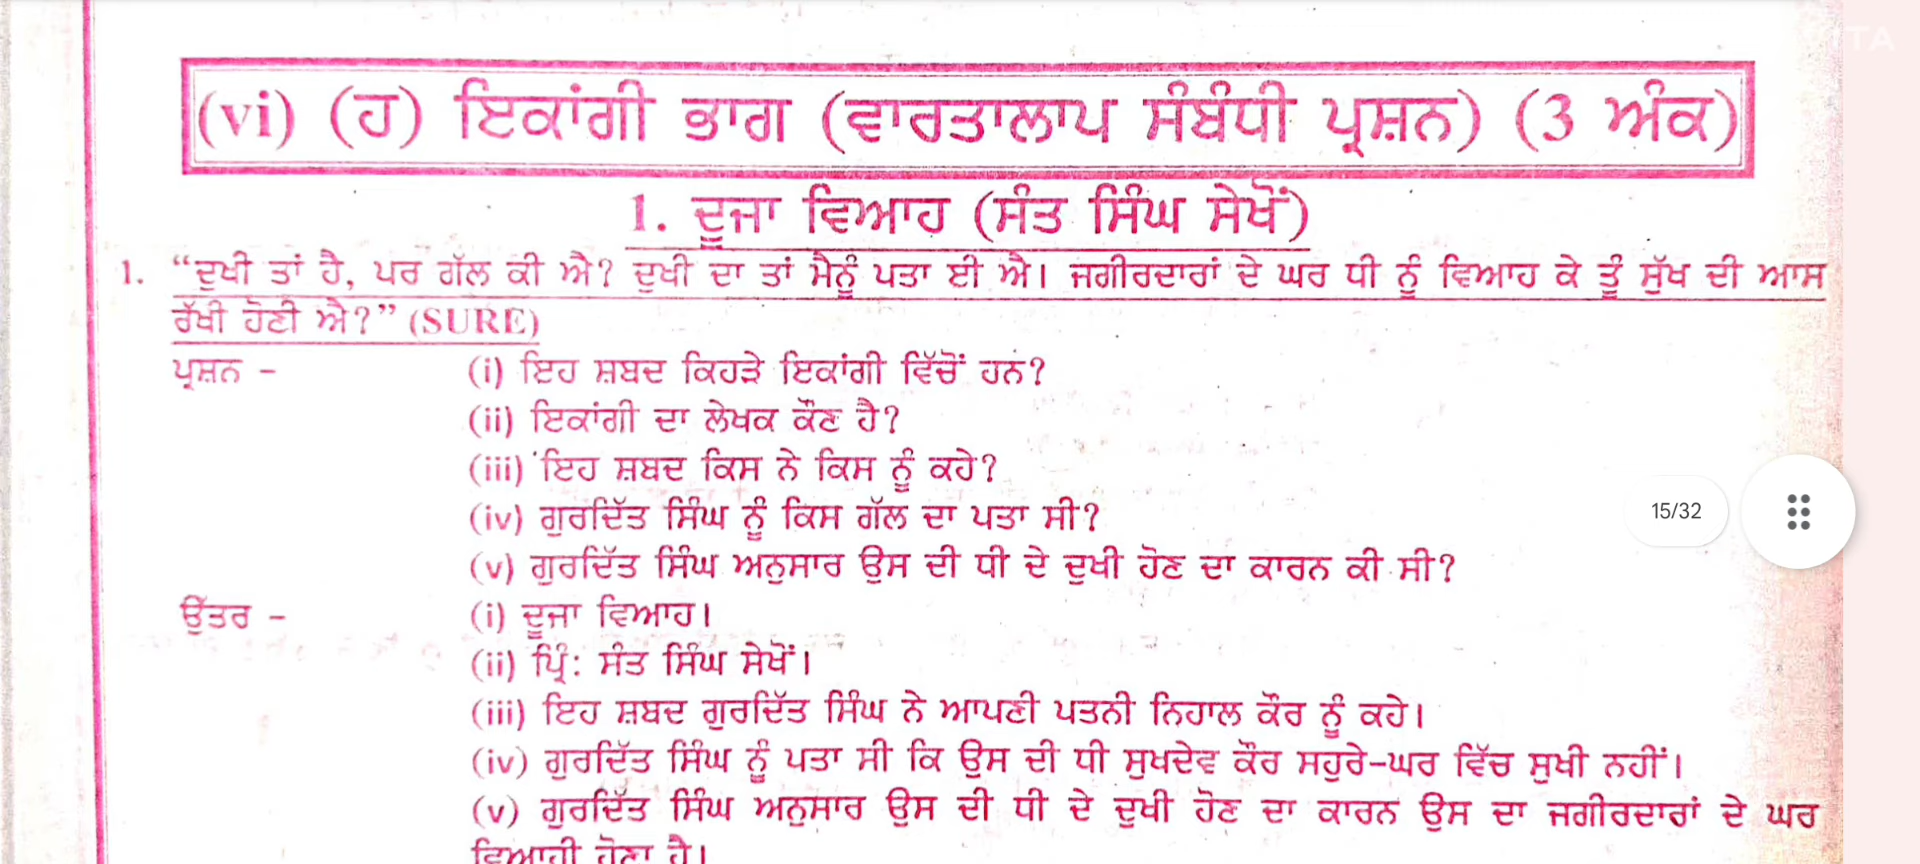 TA
(vi) (ਹ) ਇਕਾਂਗੀ ਭਾਗ (ਵਾਰਤਾਲਾਪ ਸੰਬੰਧੀ ਪ੍ਰਸ਼ਨ) (3 ਅੰਕ)
1. ਦੂਜਾ ਵਿਆਹ (ਸੰਤ ਸਿੰਘ ਸੇਖੋਂ)
1. “ਦੁਖੀ ਤਾਂ ਹੈ, ਪਰ ਗੱਲ ਕੀ ਐ? ਦੁਖੀ ਦਾ ਤਾਂ ਮੈਨੂੰ ਪਤਾ ਈ ਐ। ਜਗੀਰਦਾਰਾਂ ਦੇ ਘਰ ਧੀ ਨੂੰ ਵਿਆਹ ਕੇ ਤੂੰ ਸੁੱਖ ਦੀ ਆਸ
ਰੱਖੀ ਹੋਣੀ ਐ?” (SURE)
ਪ੍ਰਸ਼ਨ - (i) ਇਹ ਸ਼ਬਦ ਕਿਹੜੇ ਇਕਾਂਗੀ ਵਿੱਚੋਂ ਹਨ?
(ii) ਇਕਾਂਗੀ ਦਾ ਲੇਖਕ ਕੌਣ ਹੈ?
(iii) ਇਹ ਸ਼ਬਦ ਕਿਸ ਨੇ ਕਿਸ ਨੂੰ ਕਹੇ?
(iv) ਗੁਰਦਿੱਤ ਸਿੰਘ ਨੂੰ ਕਿਸ ਗੱਲ ਦਾ ਪਤਾ ਸੀ?
15/32
(v) ਗੁਰਦਿੱਤ ਸਿੰਘ ਅਨੁਸਾਰ ਉਸ ਦੀ ਧੀ ਦੇ ਦੁਖੀ ਹੋਣ ਦਾ ਕਾਰਨ ਕੀ ਸੀ?
ਉੱਤਰ - (i) ਦੂਜਾ ਵਿਆਹ।
(ii) ਪ੍ਰਿੰ: ਸੰਤ ਸਿੰਘ ਸੇਖੋਂ।
(iii) ਇਹ ਸ਼ਬਦ ਗੁਰਦਿੱਤ ਸਿੰਘ ਨੇ ਆਪਣੀ ਪਤਨੀ ਨਿਹਾਲ ਕੌਰ ਨੂੰ ਕਹੇ।
(iv) ਗੁਰਦਿੱਤ ਸਿੰਘ ਨੂੰ ਪਤਾ ਸੀ ਕਿ ਉਸ ਦੀ ਧੀ ਸੁਖਦੇਵ ਕੌਰ ਸਹੁਰੇ-ਘਰ ਵਿੱਚ ਸੁਖੀ ਨਹੀਂ।
(v) ਗੁਰਦਿੱਤ ਸਿੰਘ ਅਨੁਸਾਰ ਉਸ ਦੀ ਧੀ ਦੇ ਦੁਖੀ ਹੋਣ ਦਾ ਕਾਰਨ ਉਸ ਦਾ ਜਗੀਰਦਾਰਾਂ ਦੇ ਘਰ
ਵਿਆਹੀ ਹੋਣਾ ਹੈ।